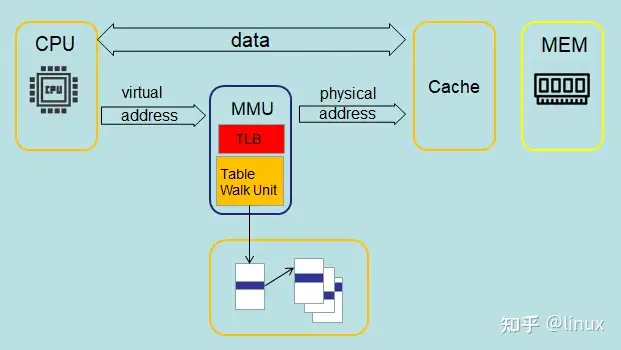 CPU
data
MEM
CPU
virtual
address
MMU
TLB
Table
Walk Unit
physical
address
Cache
知乎 @linux